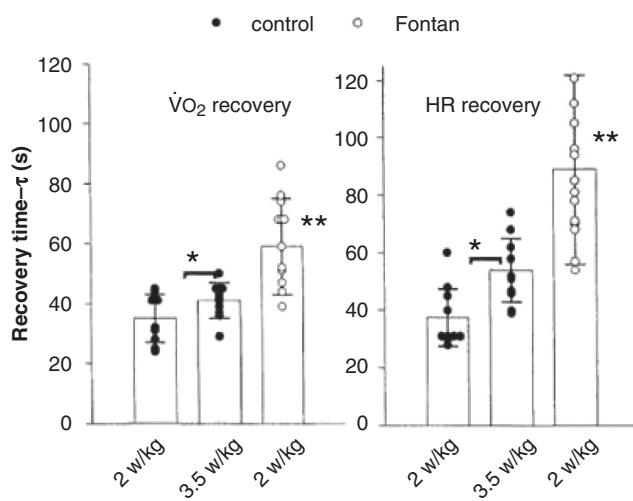 ● control ○ Fontan
V̇O₂ recovery
HR recovery
Recovery time–τ (s)
120
100
80
60
40
20
0
*
**
2 w/kg
3.5 w/kg
2 w/kg
120
100
80
60
40
20
0
*
**
2 w/kg
3.5 w/kg
2 w/kg